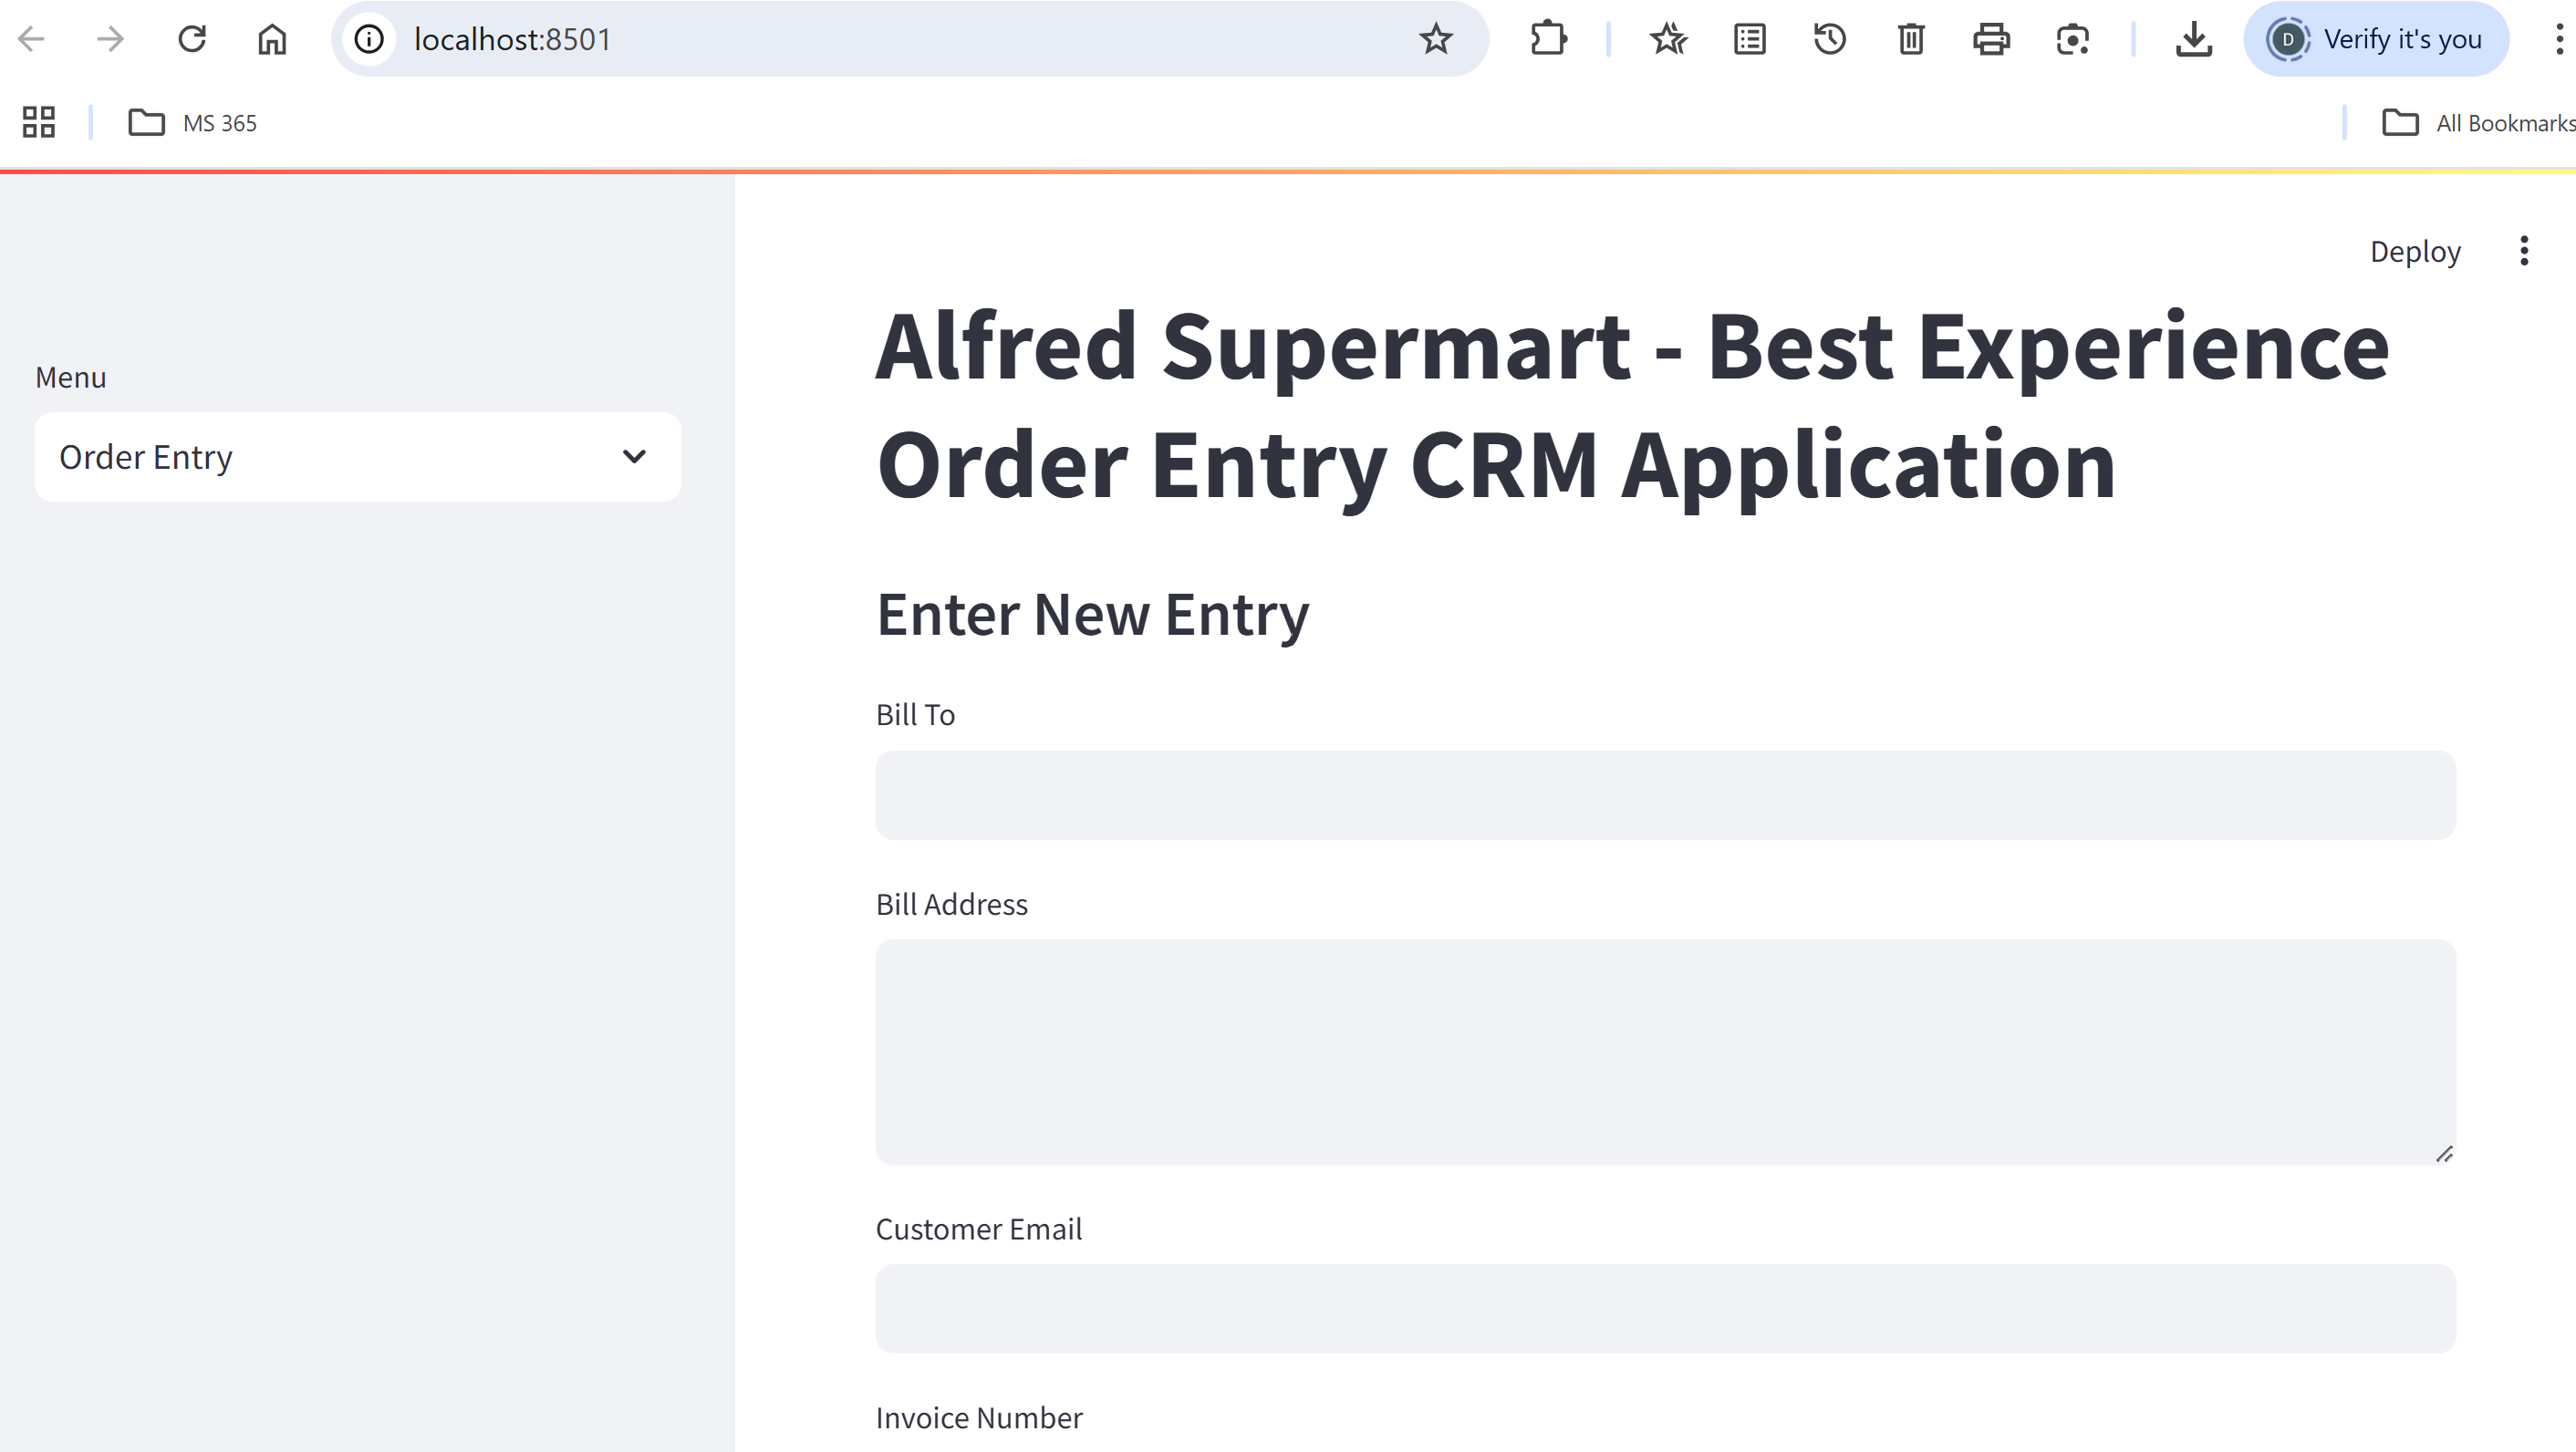 localhost:8501
D
Verify it's you
MS 365
All Bookmarks
Deploy
Menu
Order Entry
Alfred Supermart - Best Experience
Order Entry CRM Application
Enter New Entry
Bill To
Bill Address
Customer Email
Invoice Number